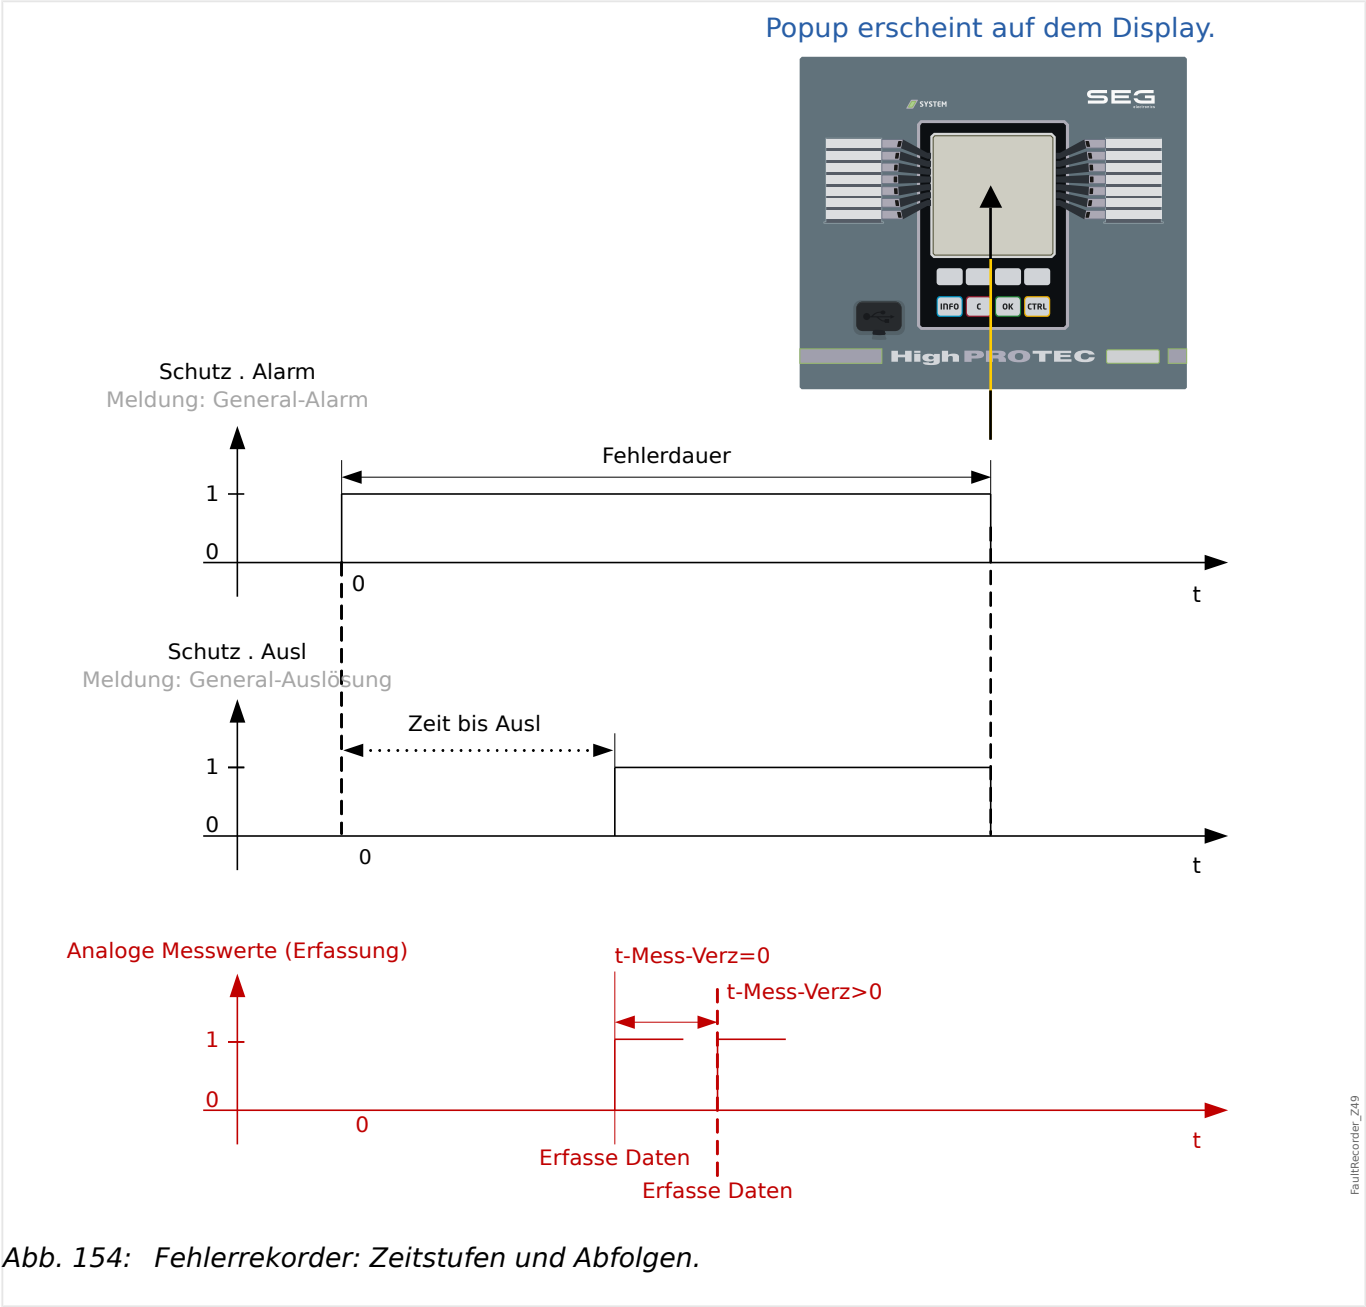 Popup erscheint auf dem Display.
SYSTEM
SEG
electronics
INFO
C
OK
CTRL
HighPROTEC
Schutz . Alarm
Meldung: General-Alarm
Fehlerdauer
1
0
0
t
Schutz . Ausl
Meldung: General-Auslösung
Zeit bis Ausl
1
0
0
t
Analoge Messwerte (Erfassung)
t-Mess-Verz=0
t-Mess-Verz>0
1
0
0
t
Erfasse Daten
Erfasse Daten
FaultRecorder_Z49
Abb. 154: Fehlerrekorder: Zeitstufen und Abfolgen.